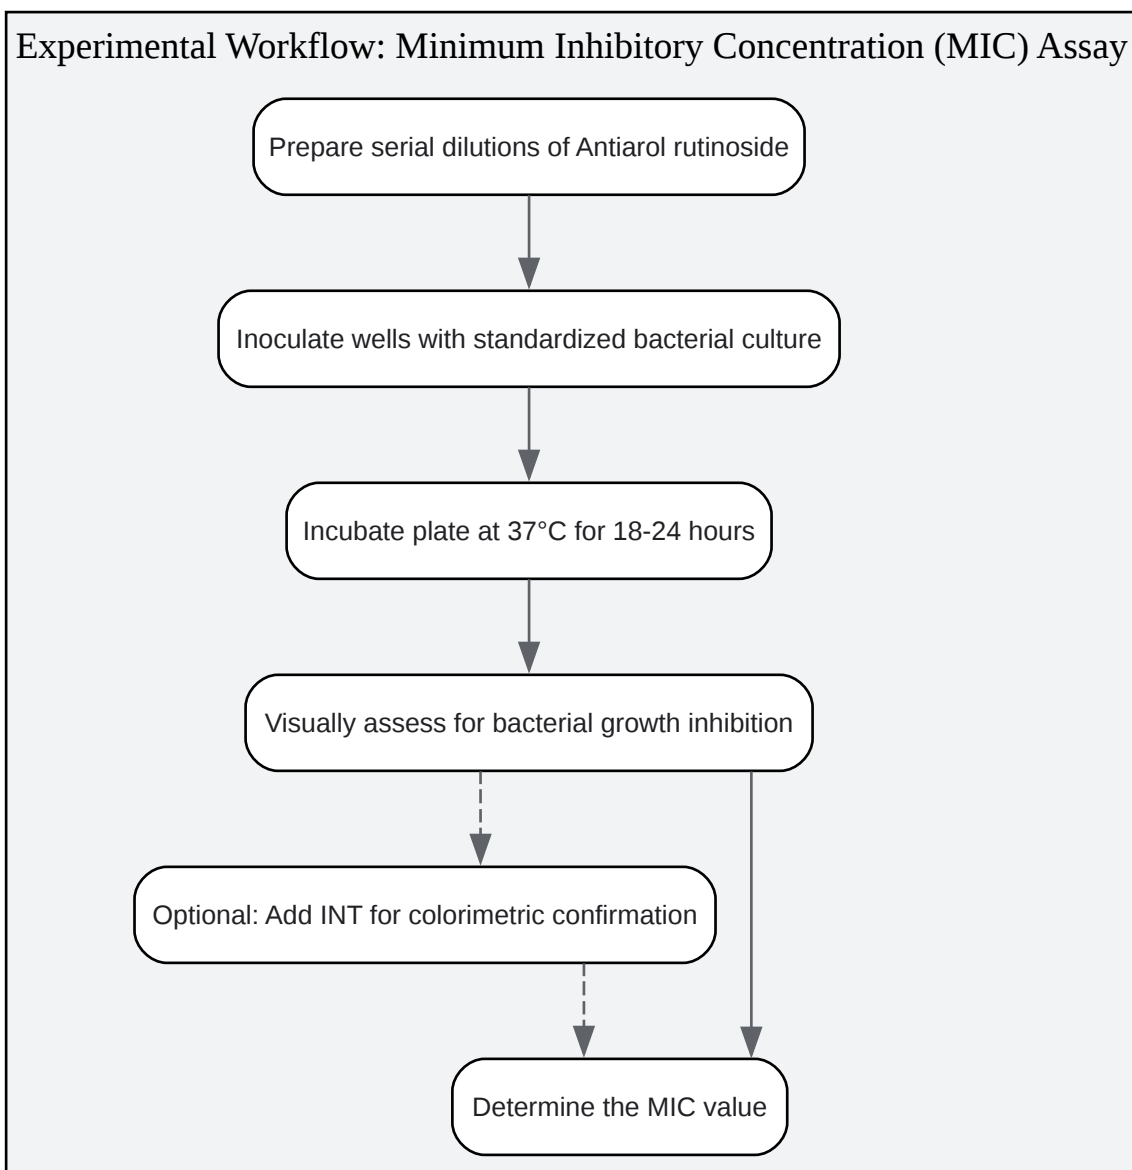 Experimental Workflow: Minimum Inhibitory Concentration (MIC) Assay
Prepare serial dilutions of Antiarol rutinoside
Inoculate wells with standardized bacterial culture
Incubate plate at 37°C for 18-24 hours
Visually assess for bacterial growth inhibition
Optional: Add INT for colorimetric confirmation
Determine the MIC value